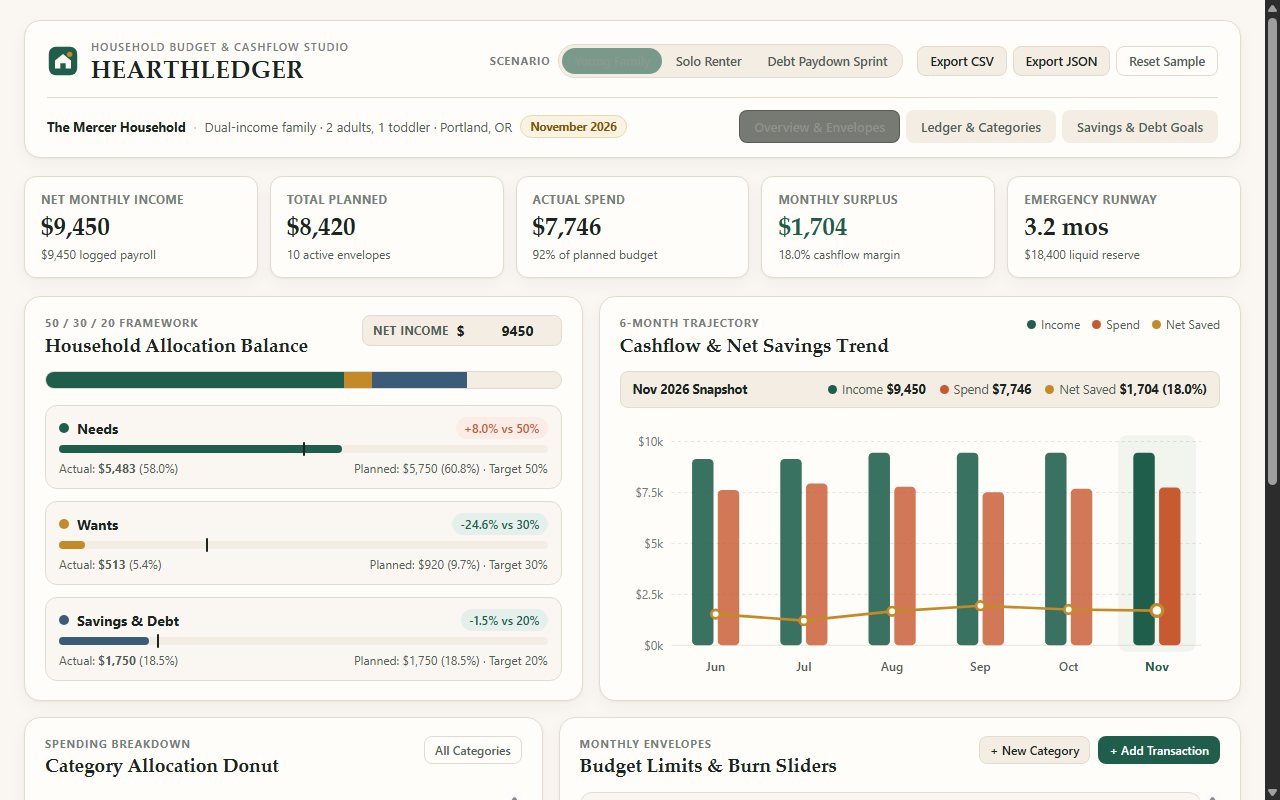 HOUSEHOLD BUDGET & CASHFLOW STUDIO
HEARTHLEDGER
SCENARIO
Young Family
Solo Renter
Debt Paydown Sprint
Export CSV
Export JSON
Reset Sample
The Mercer Household · Dual-income family · 2 adults, 1 toddler · Portland, OR
November 2026
Overview & Envelopes
Ledger & Categories
Savings & Debt Goals
NET MONTHLY INCOME
$9,450
$9,450 logged payroll
TOTAL PLANNED
$8,420
10 active envelopes
ACTUAL SPEND
$7,746
92% of planned budget
MONTHLY SURPLUS
$1,704
18.0% cashflow margin
EMERGENCY RUNWAY
3.2 mos
$18,400 liquid reserve
50 / 30 / 20 FRAMEWORK
Household Allocation Balance
NET INCOME $ 9450
Needs
+8.0% vs 50%
Actual: $5,483 (58.0%)
Planned: $5,750 (60.8%) · Target 50%
Wants
-24.6% vs 30%
Actual: $513 (5.4%)
Planned: $920 (9.7%) · Target 30%
Savings & Debt
-1.5% vs 20%
Actual: $1,750 (18.5%)
Planned: $1,750 (18.5%) · Target 20%
6-MONTH TRAJECTORY
Cashflow & Net Savings Trend
Income
Spend
Net Saved
Nov 2026 Snapshot
Income $9,450
Spend $7,746
Net Saved $1,704 (18.0%)
$10k
$7.5k
$5k
$2.5k
$0k
Jun
Jul
Aug
Sep
Oct
Nov
SPENDING BREAKDOWN
Category Allocation Donut
All Categories
MONTHLY ENVELOPES
Budget Limits & Burn Sliders
+ New Category
+ Add Transaction